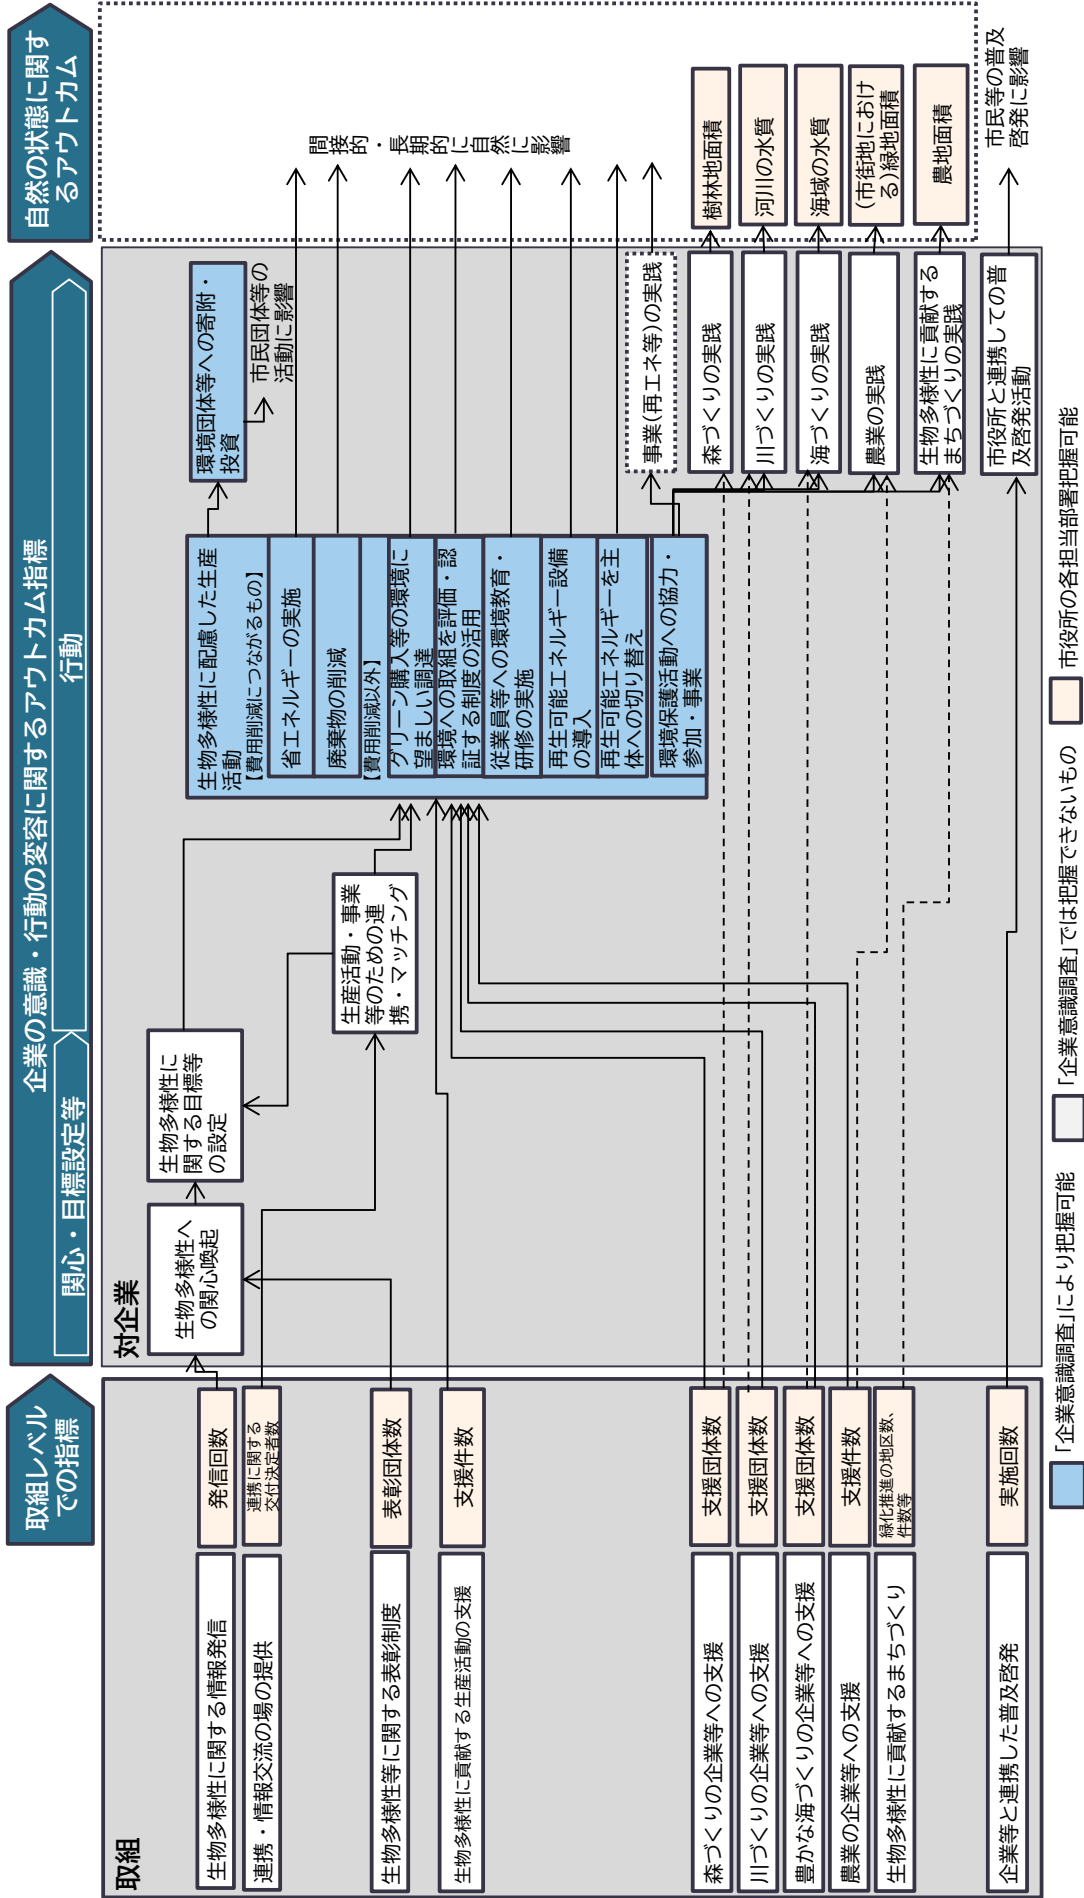 取組レベル
での指標
企業の意識・行動の変容に関するアウトカム指標
関心・目標設定等
行動
自然の状態に関す
るアウトカム
取組
生物多様性に関する情報発信
連携・情報交流の場の提供
生物多様性等に関する表彰制度
生物多様性に貢献する生産活動の支援
森づくりの企業等への支援
川づくりの企業等への支援
豊かな海づくりの企業等への支援
農業の企業等への支援
生物多様性に貢献するまちづくり
企業等と連携した普及啓発
発信回数
連携に関する
交付決定者数
表彰団体数
支援件数
支援団体数
支援団体数
支援団体数
支援件数
緑化推進の地区数、
件数等
実施回数
対企業
生物多様性へ
の関心喚起
生物多様性に
関する目標等
の設定
生産活動・事業
等のための連
携・マッチング
生物多様性に配慮した生産
活動
【費用削減につながるもの】
省エネルギーの実施
廃棄物の削減
【費用削減以外】
グリーン購入等の環境に
望ましい調達
環境への取組を評価・認
証する制度の活用
従業員等への環境教育・
研修の実施
再生可能エネルギー設備
の導入
再生可能エネルギーを主
体への切り替え
環境保護活動への協力・
参加・事業
環境団体等への寄附・
投資
市民団体等の
活動に影響
事業(再エネ等)の実践
森づくりの実践
川づくりの実践
海づくりの実践
農業の実践
生物多様性に貢献する
まちづくりの実践
市役所と連携しての普
及啓発活動
間接的・長期的に自然に影響
樹林地面積
河川の水質
海域の水質
(市街地におけ
る)緑地面積
農地面積
市民等の普及
啓発に影響
「企業意識調査」により把握可能
「企業意識調査」では把握できないもの
市役所の各担当部署把握可能